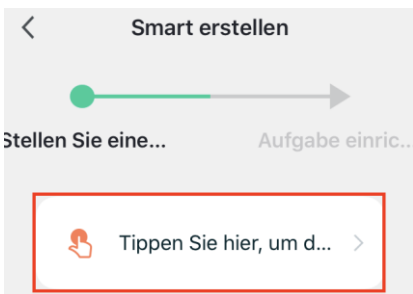 Smart erstellen
Stellen Sie eine... Aufgabe einric..
Tippen Sie hier, um d...